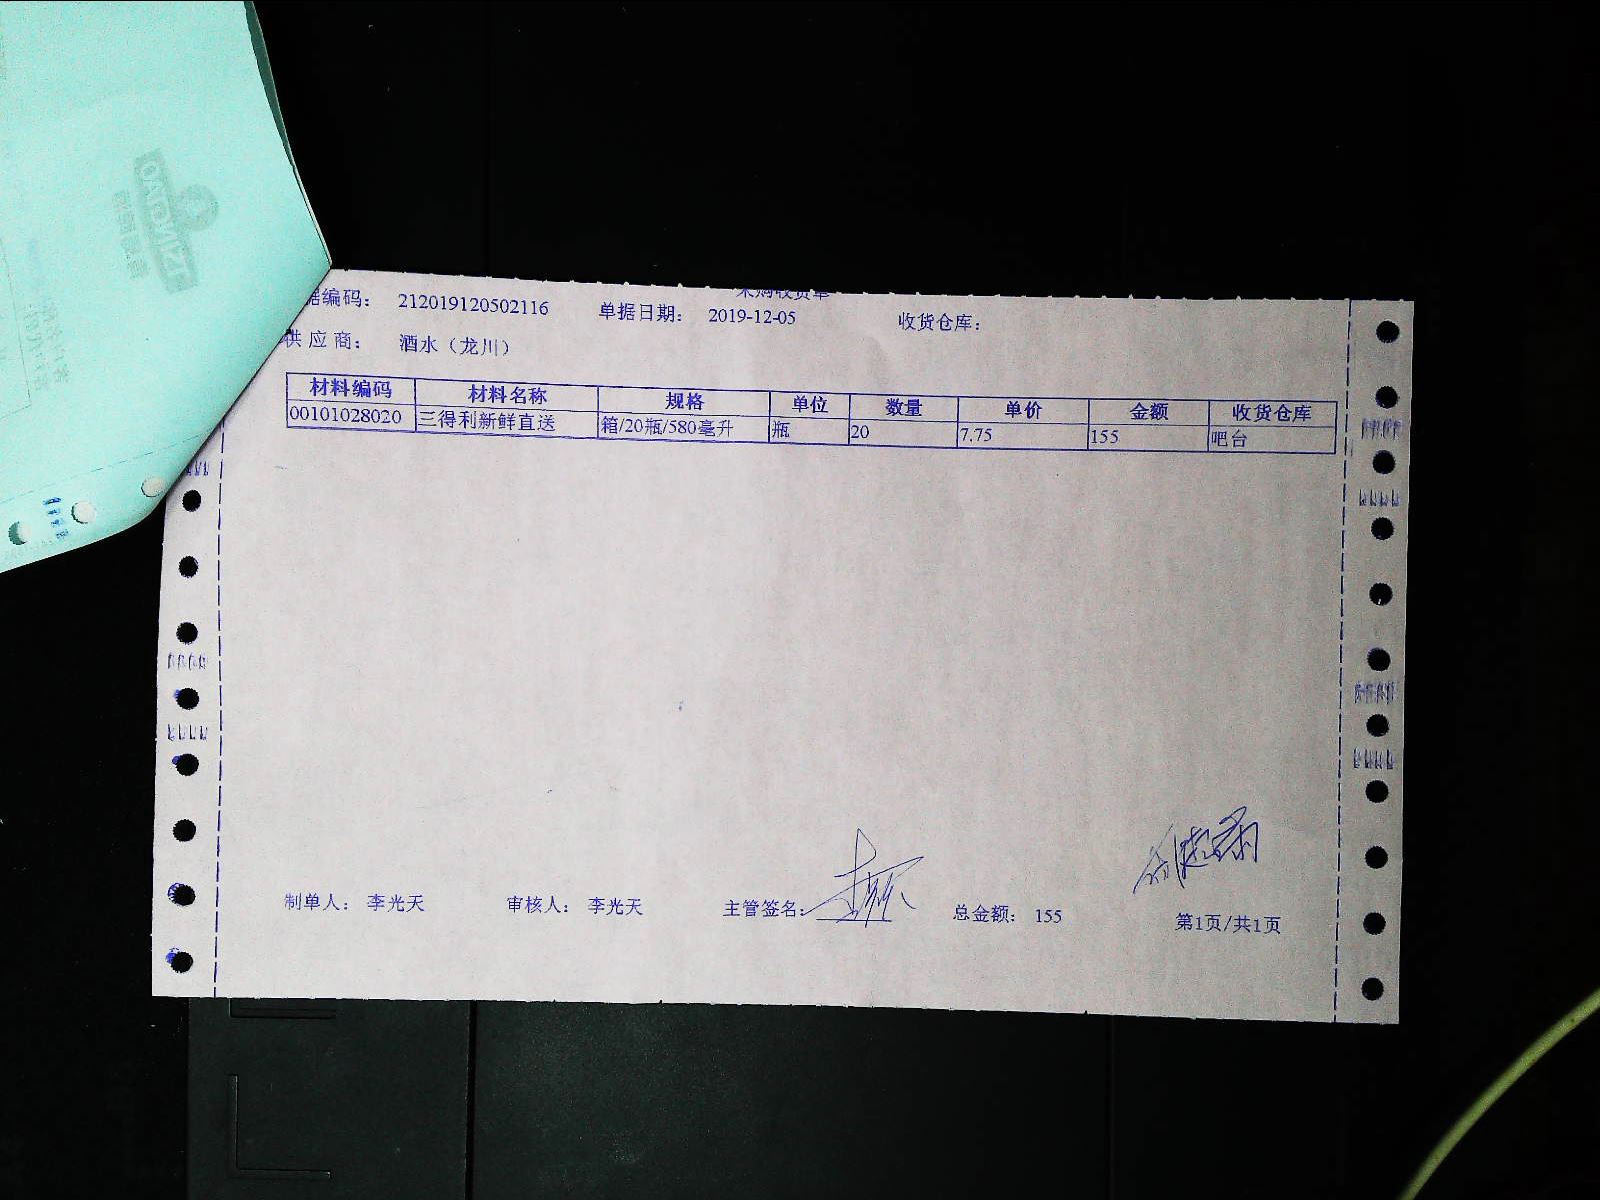 采购收货单
据编码： 212019120502116 单据日期： 2019-12-05 收货仓库：
供应商： 酒水（龙川）
材料编码 材料名称 规格 单位 数量 单价 金额 收货仓库
00101028020 三得利新鲜直送 箱/20瓶/580毫升 瓶 20 7.75 155 吧台
制单人： 李光天 审核人： 李光天 主管签名： 总金额： 155 第1页/共1页